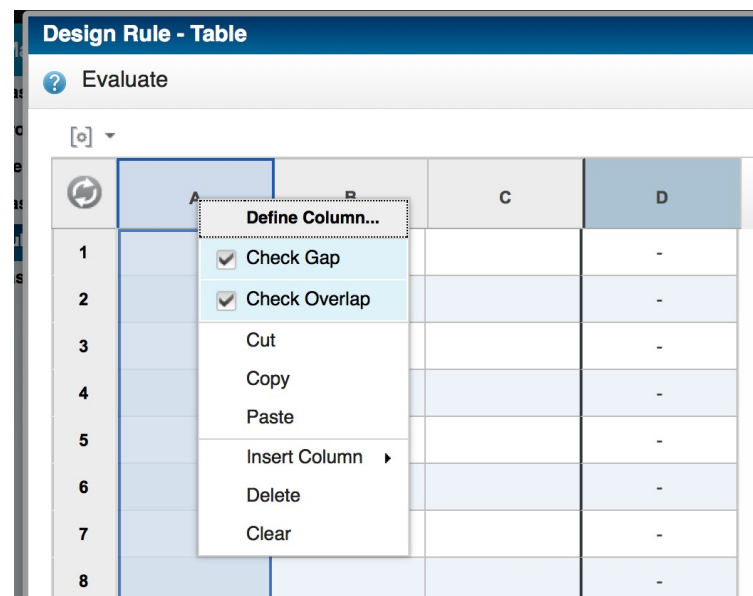 Design Rule - Table
Evaluate
A B C D
Define Column...
Check Gap
Check Overlap
Cut
Copy
Paste
Insert Column
Delete
Clear
1 -
2 -
3 -
4 -
5 -
6 -
7 -
8 -